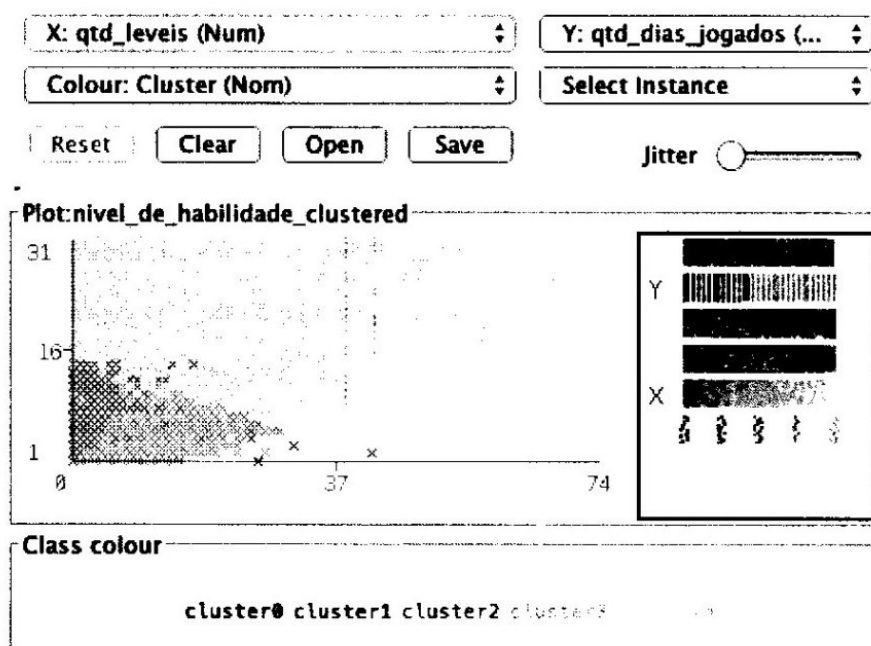 X: qtd_leveis (Num) Y: qtd_dias_jogados (...
Colour: Cluster (Nom) Select Instance
Reset Clear Open Save Jitter
Plot:nivel_de_habilidade_clustered
31
Y
16
X
1
0 37 74
Class colour
cluster0 cluster1 cluster2 cluster3